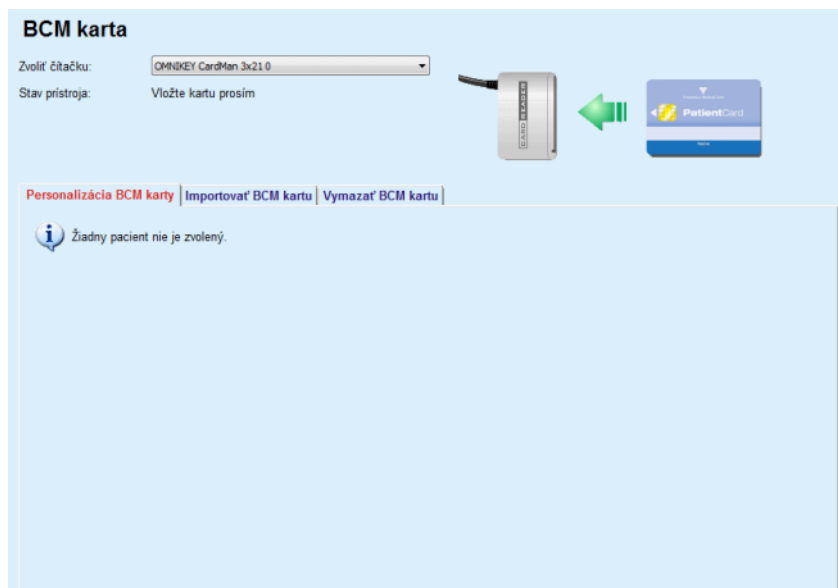 BCM karta
Zvoliť čítačku: OMNIKEY CardMan 3x21 0
Stav prístroja: Vložte kartu prosím
CARD READER
PatientCard
Personalizácia BCM karty Importovať BCM kartu Vymazať BCM kartu
Žiadny pacient nie je zvolený.